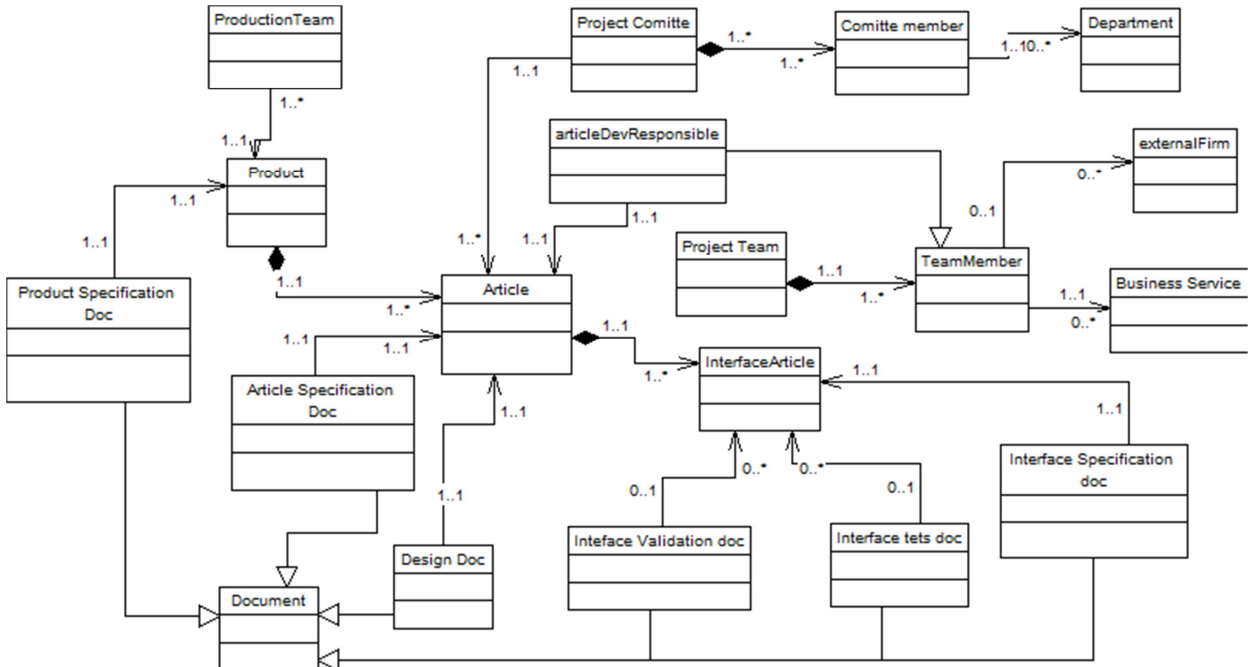 ProductionTeam
Project Comitte
Comitte member
Department
1..*
1..*
1..*
1..10..*
1..1
1..1
articleDevResponsible
externalFirm
Product
1..1
1..1
0..*
0..1
1..1
1..1
1..*
Project Team
TeamMember
Product Specification
Doc
1..1
1..*
Article
1..1
1..*
Business Service
1..1
0..*
1..1
1..1
1..1
1..*
InterfaceArticle
Article Specification
Doc
1..1
1..1
1..1
1..1
Interface Specification
doc
0..*
0..*
0..1
0..1
Design Doc
Inteface Validation doc
Interface tets doc
Document